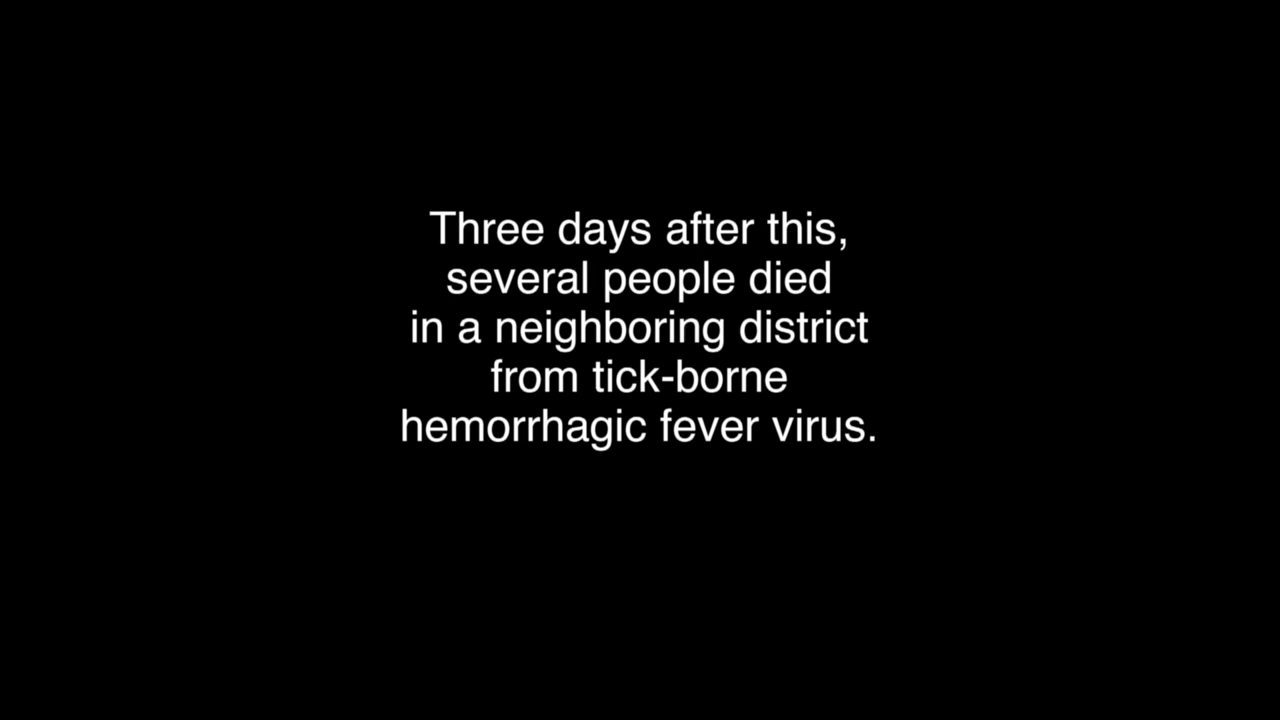 Three days after this,
several people died
in a neighboring district
from tick-borne
hemorrhagic fever virus.